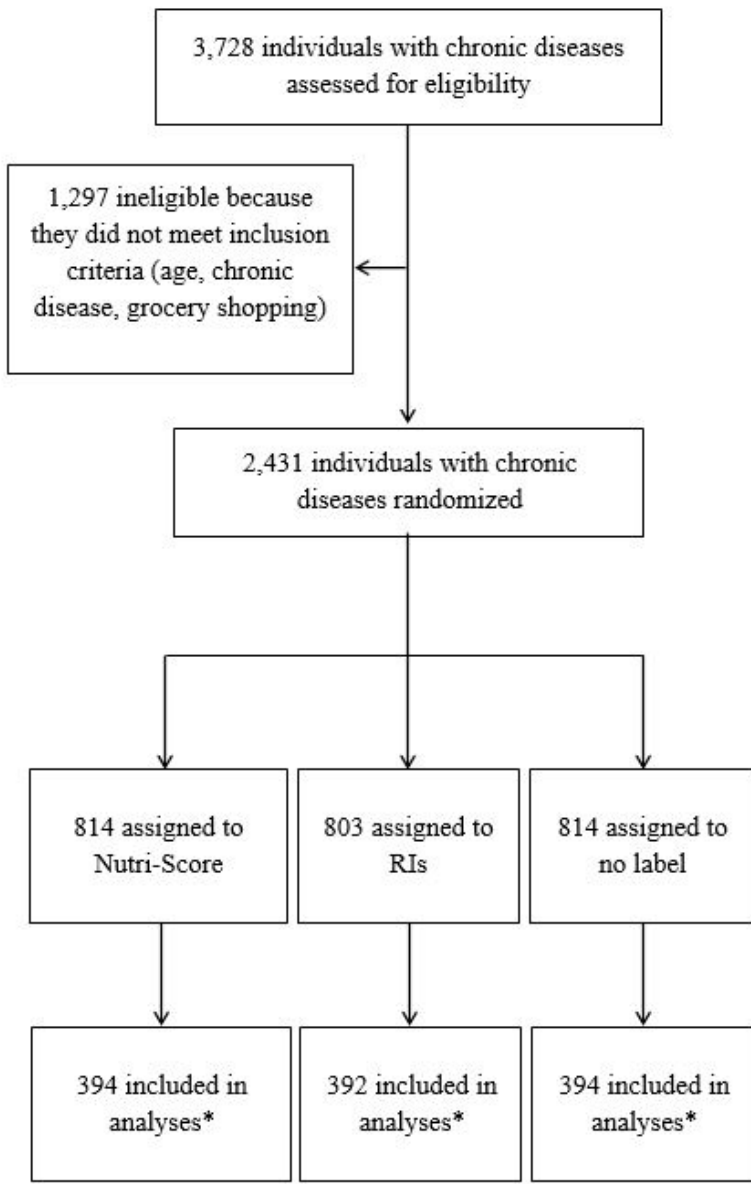 3,728 individuals with chronic diseases
assessed for eligibility
1,297 ineligible because
they did not meet inclusion
criteria (age, chronic
disease, grocery shopping)
2,431 individuals with chronic
diseases randomized
814 assigned to
Nutri-Score
803 assigned to
RIs
814 assigned to
no label
394 included in
analyses*
392 included in
analyses*
394 included in
analyses*